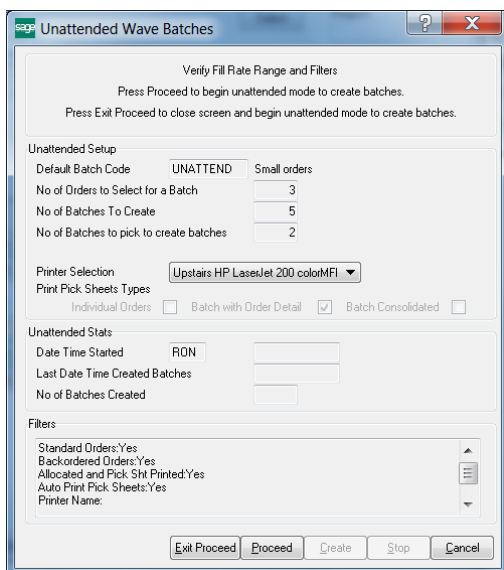 sage Unattended Wave Batches
Verify Fill Rate Range and Filters
Press Proceed to begin unattended mode to create batches.
Press Exit Proceed to close screen and begin unattended mode to create batches.
Unattended Setup
Default Batch Code UNATTEND Small orders
No of Orders to Select for a Batch 3
No of Batches To Create 5
No of Batches to pick to create batches 2
Printer Selection Upstairs HP LaserJet 200 colorMFI
Print Pick Sheets Types
Individual Orders Batch with Order Detail Batch Consolidated
Unattended Stats
Date Time Started RON
Last Date Time Created Batches
No of Batches Created
Filters
Standard Orders:Yes
Backordered Orders:Yes
Allocated and Pick Sht Printed:Yes
Auto Print Pick Sheets:Yes
Printer Name:
Exit Proceed Proceed Create Stop Cancel